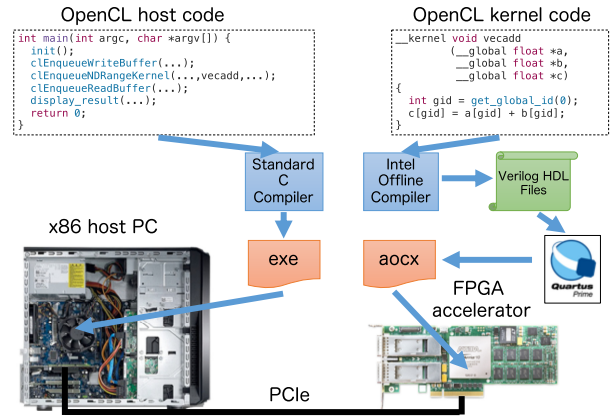 OpenCL host code
OpenCL kernel code
int main(int argc, char *argv[]) {
init();
clEnqueueWriteBuffer(...);
clEnqueueNDRangeKernel(...,vecadd,...);
clEnqueueReadBuffer(...);
display_result(...);
return 0;
}
__kernel void vecadd
(__global float *a,
__global float *b,
__global float *c)
{
int gid = get_global_id(0);
c[gid] = a[gid] + b[gid];
}
Standard
C
Compiler
Intel
Offline
Compiler
Verilog HDL
Files
x86 host PC
exe
aocx
Quartus
Prime
FPGA
accelerator
PCIe